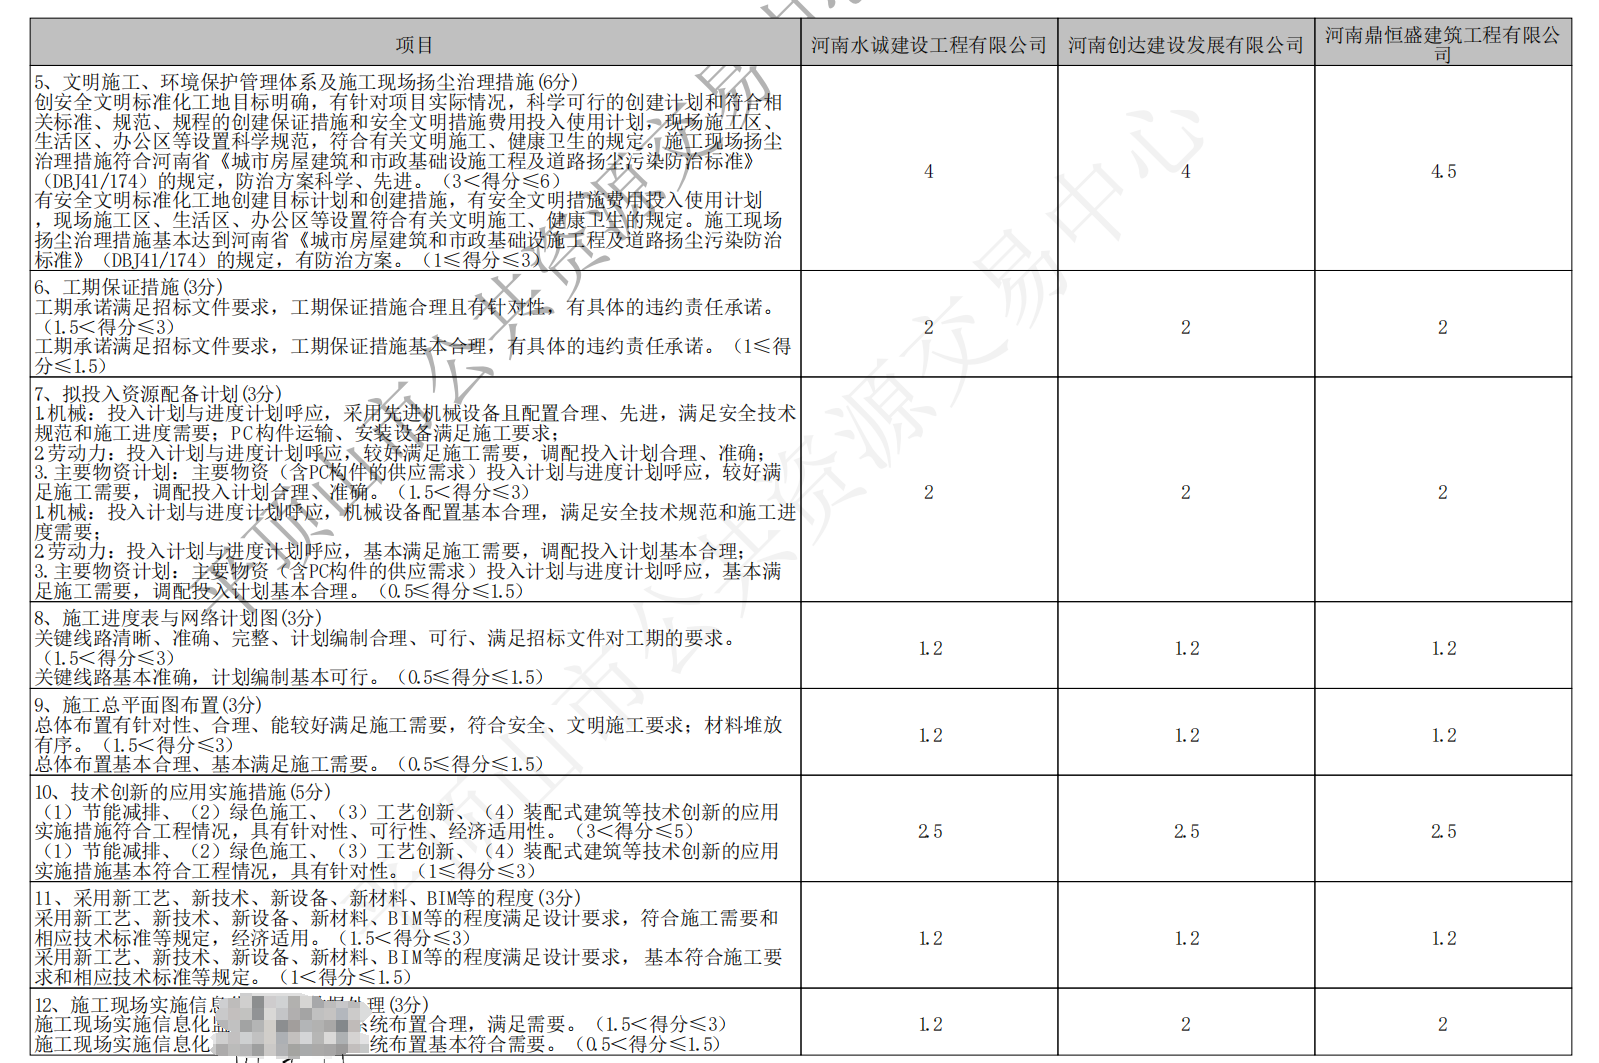 项目
河南水诚建设工程有限公司
河南创达建设发展有限公司
河南鼎恒盛建筑工程有限公
司
5、文明施工、环境保护管理体系及施工现场扬尘治理措施(6分)
创安全文明标准化工地目标明确，有针对项目实际情况，科学可行的创建计划和符合相
关标准、规范、规程的创建保证措施和安全文明措施费用投入使用计划，现场施工区、
生活区、办公区等设置科学规范，符合有关文明施工、健康卫生的规定。施工现场扬尘
治理措施符合河南省《城市房屋建筑和市政基础设施工程及道路扬尘污染防治标准》
（DBJ41/174）的规定，防治方案科学、先进。（3＜得分≤6）
有安全文明标准化工地创建目标计划和创建措施，有安全文明措施费用投入使用计划
，现场施工区、生活区、办公区等设置符合有关文明施工、健康卫生的规定。施工现场
扬尘治理措施基本达到河南省《城市房屋建筑和市政基础设施工程及道路扬尘污染防治
标准》（DBJ41/174）的规定，有防治方案。（1≤得分≤3）
4
4
4.5
6、工期保证措施(3分)
工期承诺满足招标文件要求，工期保证措施合理且有针对性，有具体的违约责任承诺。
（1.5＜得分≤3）
工期承诺满足招标文件要求，工期保证措施基本合理，有具体的违约责任承诺。（1≤得
分≤1.5）
2
2
2
7、拟投入资源配备计划(3分)
1.机械：投入计划与进度计划呼应，采用先进机械设备且配置合理、先进，满足安全技术
规范和施工进度需要；PC构件运输、安装设备满足施工要求；
2劳动力：投入计划与进度计划呼应，较好满足施工需要，调配投入计划合理、准确；
3.主要物资计划：主要物资（含PC构件的供应需求）投入计划与进度计划呼应，较好满
足施工需要，调配投入计划合理、准确。（1.5＜得分≤3）
1.机械：投入计划与进度计划呼应，机械设备配置基本合理，满足安全技术规范和施工进
度需要；
2劳动力：投入计划与进度计划呼应，基本满足施工需要，调配投入计划基本合理；
3.主要物资计划：主要物资（含PC构件的供应需求）投入计划与进度计划呼应，基本满
足施工需要，调配投入计划基本合理。（0.5≤得分≤1.5）
2
2
2
8、施工进度表与网络计划图(3分)
关键线路清晰、准确、完整、计划编制合理、可行、满足招标文件对工期的要求。
（1.5＜得分≤3）
关键线路基本准确，计划编制基本可行。（0.5≤得分≤1.5）
1.2
1.2
1.2
9、施工总平面图布置(3分)
总体布置有针对性、合理、能较好满足施工需要，符合安全、文明施工要求；材料堆放
有序。（1.5＜得分≤3）
总体布置基本合理、基本满足施工需要。（0.5≤得分≤1.5）
1.2
1.2
1.2
10、技术创新的应用实施措施(5分)
（1）节能减排、（2）绿色施工、（3）工艺创新、（4）装配式建筑等技术创新的应用
实施措施符合工程情况，具有针对性、可行性、经济适用性。（3＜得分≤5）
（1）节能减排、（2）绿色施工、（3）工艺创新、（4）装配式建筑等技术创新的应用
实施措施基本符合工程情况，具有针对性。（1≤得分≤3）
2.5
2.5
2.5
11、采用新工艺、新技术、新设备、新材料、BIM等的程度(3分)
采用新工艺、新技术、新设备、新材料、BIM等的程度满足设计要求，符合施工需要和
相应技术标准等规定，经济适用。（1.5＜得分≤3）
采用新工艺、新技术、新设备、新材料、BIM等的程度满足设计要求，基本符合施工要
求和相应技术标准等规定。（1＜得分≤1.5）
1.2
1.2
1.2
12、施工现场实施信息 处理(3分)
施工现场实施信息化监 系统布置合理，满足需要。（1.5＜得分≤3）
施工现场实施信息化 统布置基本符合需要。（0.5＜得分≤1.5）
1.2
2
2
平顶山市公共资源交易中心
平顶山市公共资源交易中心